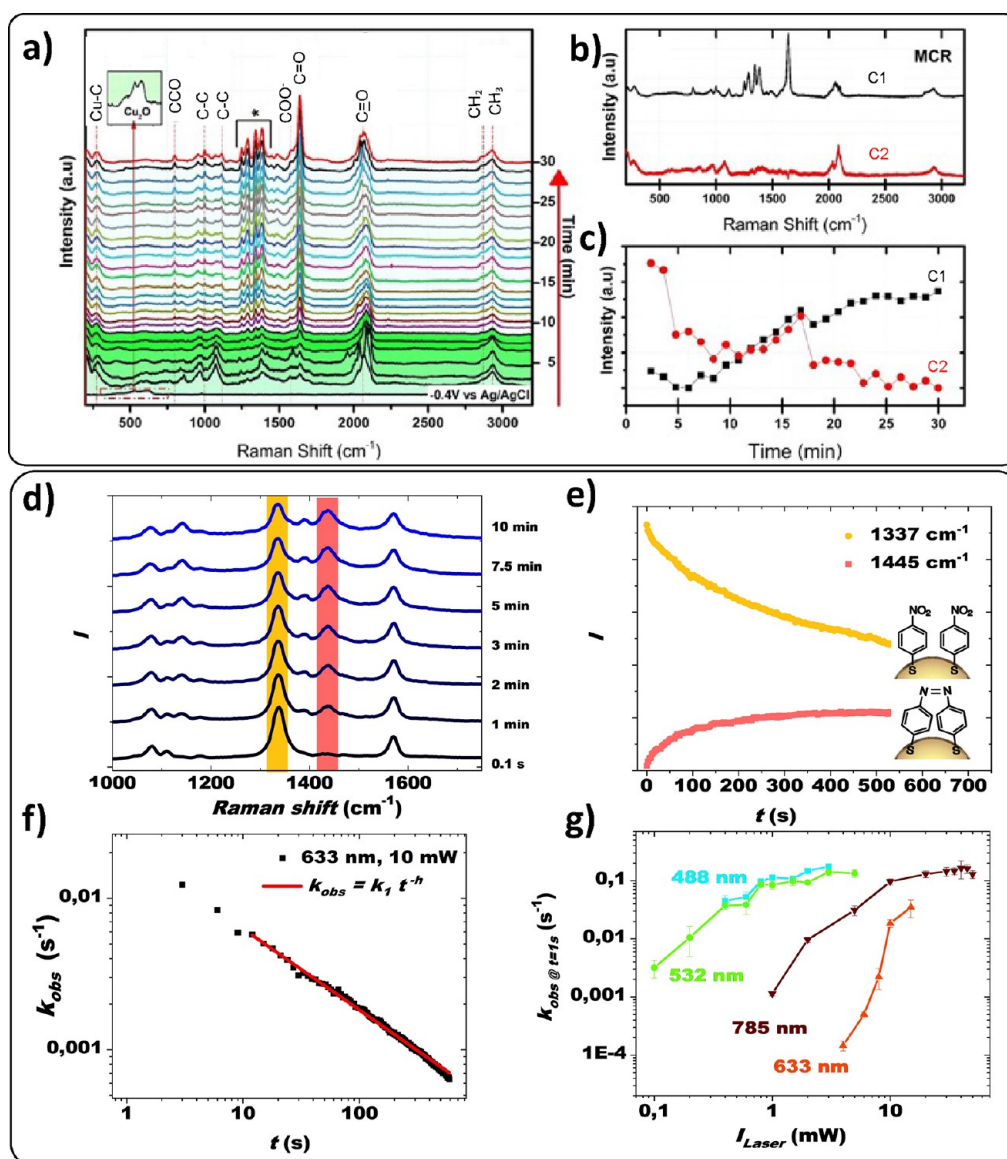 a)
Intensity (a.u)
Cu-C
Cu₂O
CCO
C-C
C-C
*
COO⁻
C=O
C≡O
CH₂
CH₃
30
25
20
15
10
5
Time (min)
-0.4V vs Ag/AgCl
500 1000 1500 2000 2500 3000
Raman Shift (cm⁻¹)
b)
Intensity (a.u)
MCR
C1
C2
500 1000 1500 2000 2500 3000
Raman Shift (cm⁻¹)
c)
Intensity (a.u)
C1
C2
0 5 10 15 20 25 30
Time (min)
d)
I
10 min
7.5 min
5 min
3 min
2 min
1 min
0.1 s
1000 1200 1400 1600
Raman shift (cm⁻¹)
e)
I
1337 cm⁻¹
1445 cm⁻¹
NO₂ NO₂
S S
N=N
S S
0 100 200 300 400 500 600 700
t (s)
f)
k_obs (s⁻¹)
0,01
0,001
633 nm, 10 mW
k_obs = k₁ t⁻ʰ
1 10 100
t (s)
g)
k_obs @ t=1s (s⁻¹)
0,1
0,01
0,001
1E-4
488 nm
532 nm
785 nm
633 nm
0,1 1 10
I_Laser (mW)